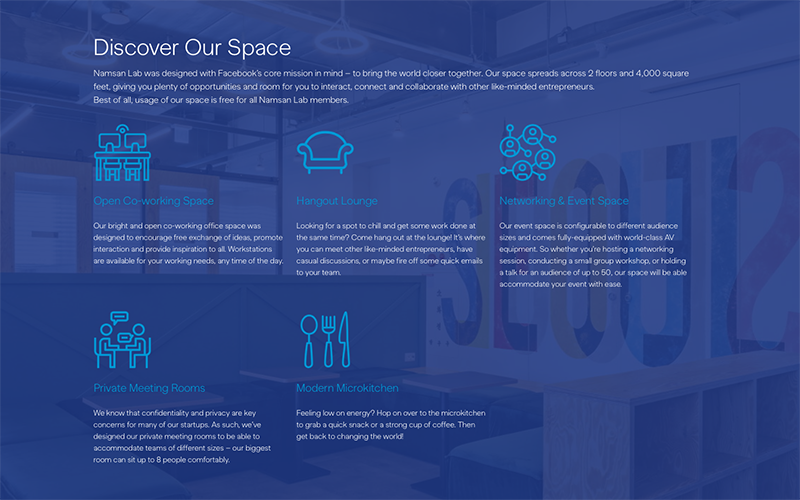 Discover Our Space
Namsan Lab was designed with Facebook's core mission in mind – to bring the world closer together. Our space spreads across 2 floors and 4,000 square
feet, giving you plenty of opportunities and room for you to interact, connect and collaborate with other like-minded entrepreneurs.
Best of all, usage of our space is free for all Namsan Lab members.
Open Co-working Space
Our bright and open co-working office space was
designed to encourage free exchange of ideas, promote
interaction and provide inspiration to all. Workstations
are available for your working needs, any time of the day.
Hangout Lounge
Looking for a spot to chill and get some work done at
the same time? Come hang out at the lounge! It's where
you can meet other like-minded entrepreneurs, have
casual discussions, or maybe fire off some quick emails
to your team.
Networking & Event Space
Our event space is configurable to different audience
sizes and comes fully-equipped with world-class AV
equipment. So whether you're hosting a networking
session, conducting a small group workshop, or holding
a talk for an audience of up to 50, our space will be able
accommodate your event with ease.
Private Meeting Rooms
We know that confidentiality and privacy are key
concerns for many of our startups. As such, we've
designed our private meeting rooms to be able to
accommodate teams of different sizes – our biggest
room can sit up to 8 people comfortably.
Modern Microkitchen
Feeling low on energy? Hop on over to the microkitchen
to grab a quick snack or a strong cup of coffee. Then
get back to changing the world!